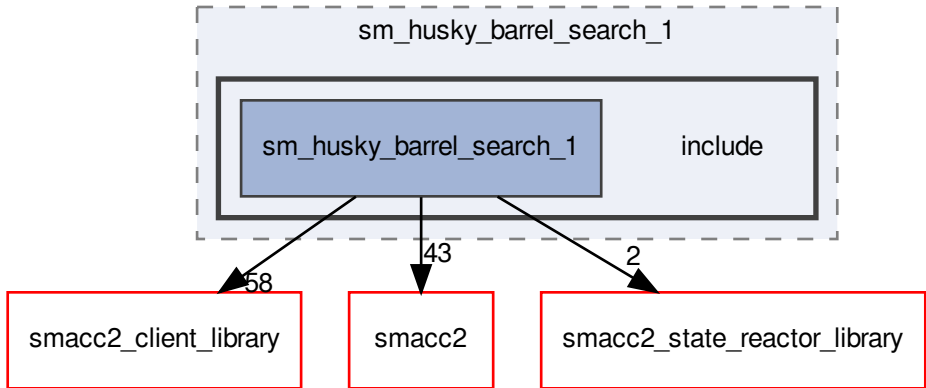 sm_husky_barrel_search_1
sm_husky_barrel_search_1
include
58
43
2
smacc2_client_library
smacc2
smacc2_state_reactor_library